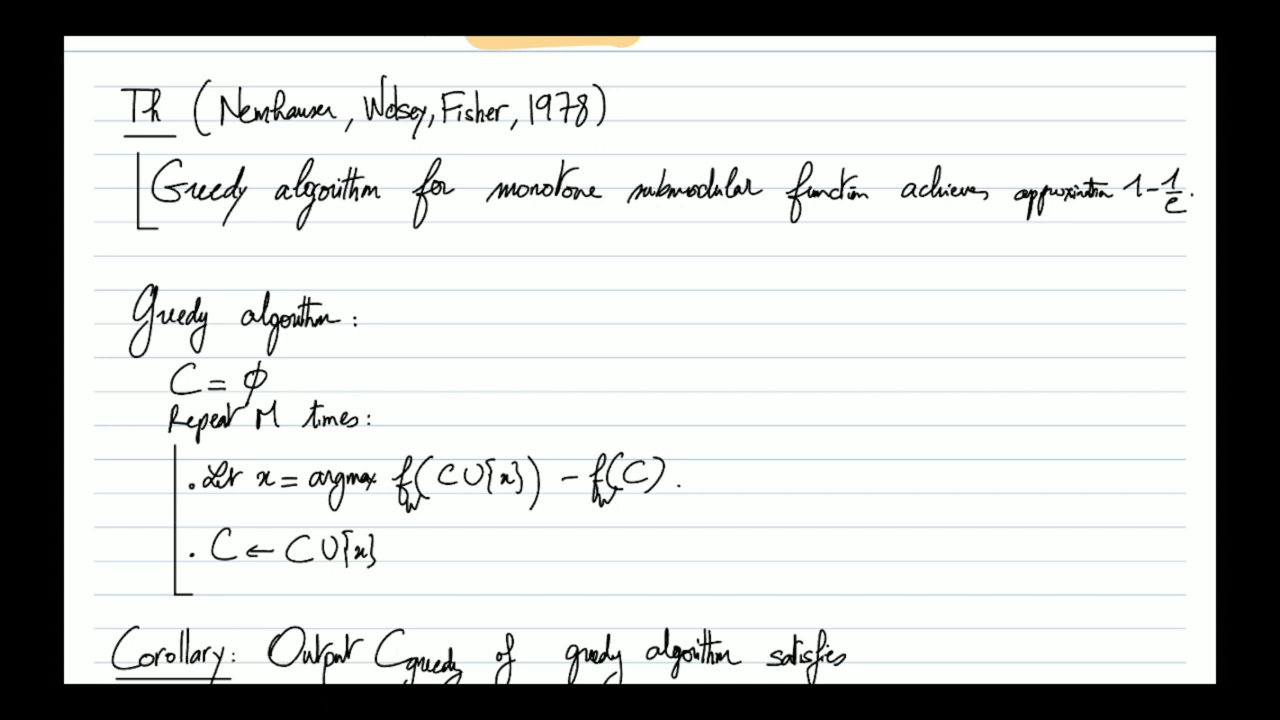 Th (Nemhauser, Wolsey, Fisher, 1978)
Greedy algorithm for monotone submodular function achieves approximation 1-1/e.
Greedy algorithm:
C = ϕ
Repeat M times:
. Let x = argmax f_W(C∪{x}) - f_W(C).
. C ← C∪{x}
Corollary: Output C_greedy of greedy algorithm satisfies